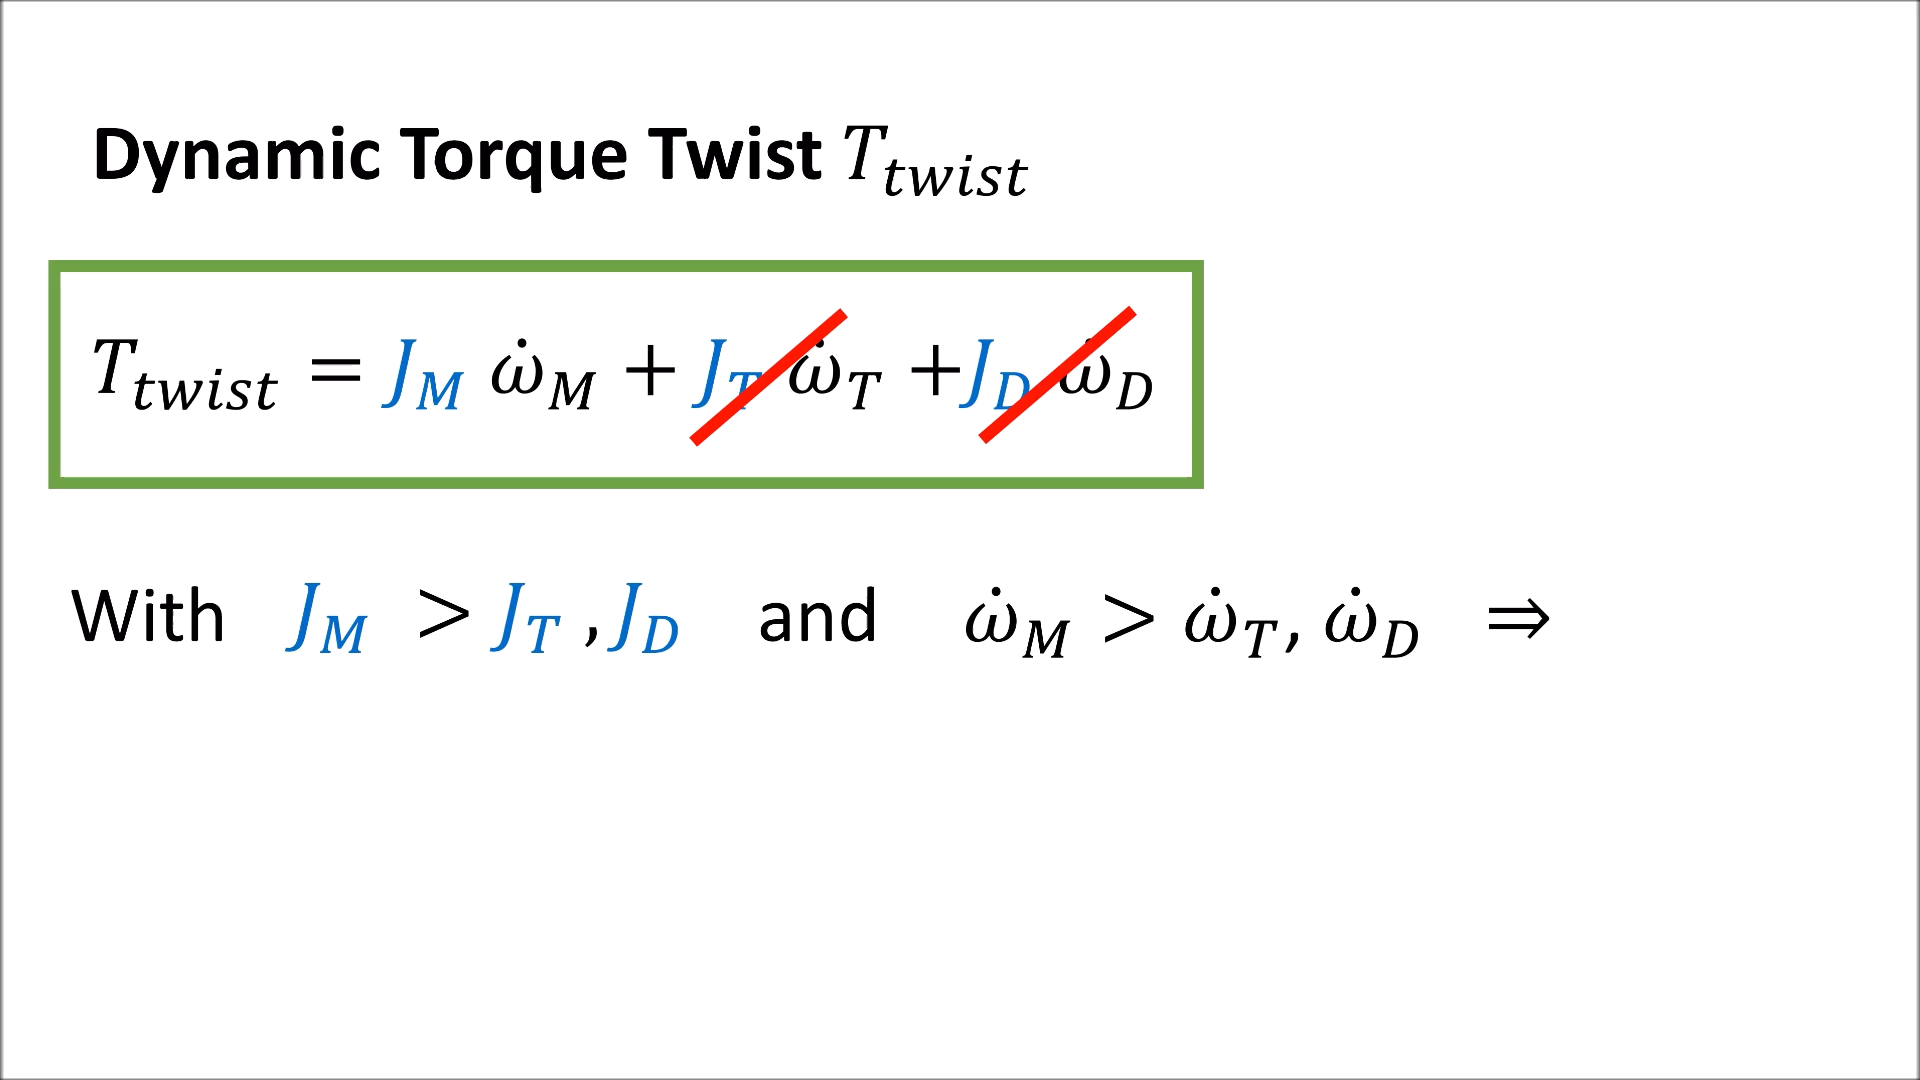 Dynamic Torque Twist T_twist
T_twist = J_M ω̇_M + J_T ω̇_T + J_D ω̇_D
With J_M > J_T , J_D and ω̇_M > ω̇_T, ω̇_D ⇒